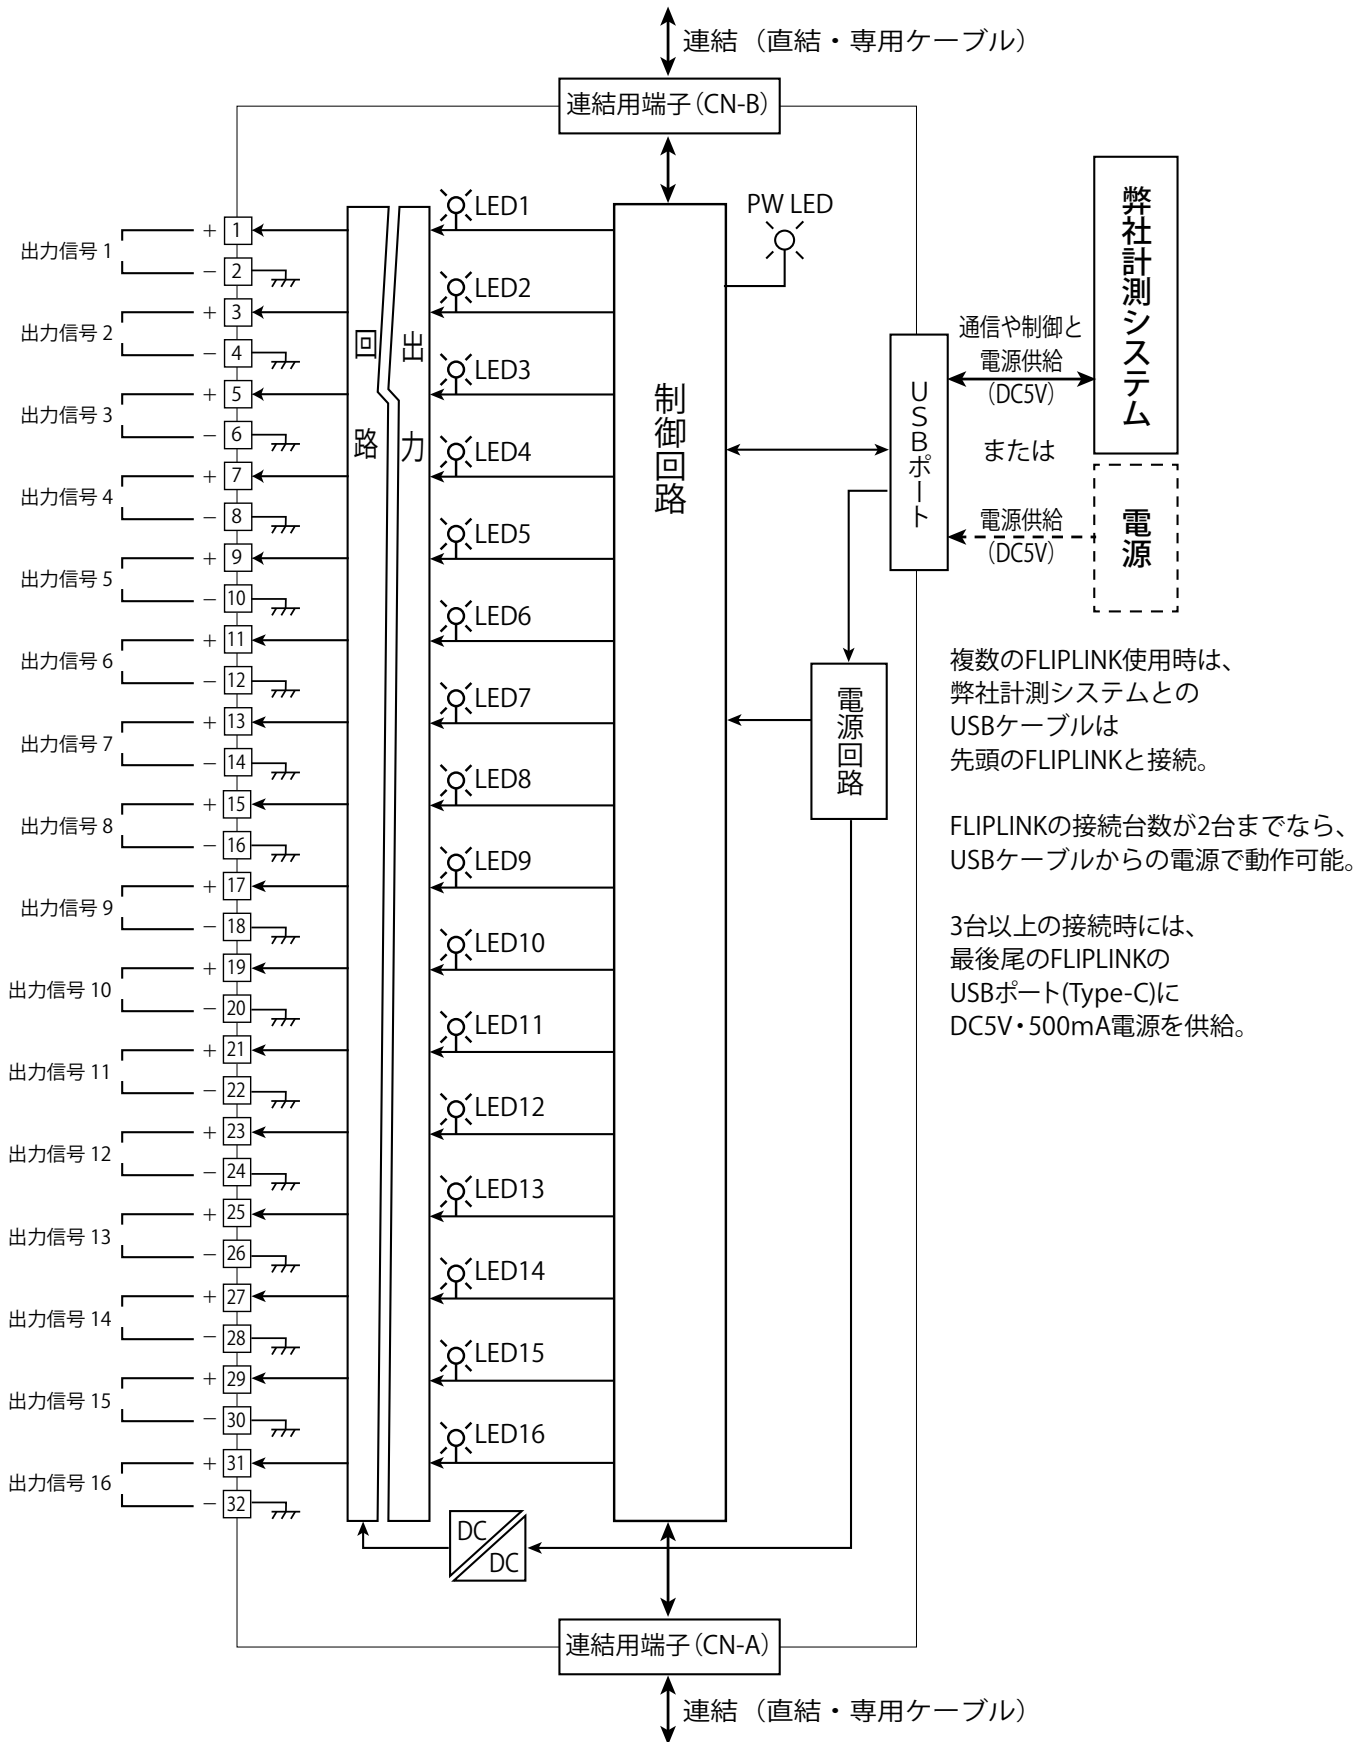 連結（直結・専用ケーブル）
連結用端子（CN-B）
LED1
PW LED
弊社計測システム
出力信号 1
+ 1
− 2
LED2
出力信号 2
+ 3
− 4
通信や制御と
電源供給
（DC5V）
LED3
出力信号 3
+ 5
− 6
回路
出力
制御回路
USBポート
または
LED4
出力信号 4
+ 7
− 8
電源供給
（DC5V）
電源
LED5
出力信号 5
+ 9
− 10
LED6
出力信号 6
+ 11
− 12
複数のFLIPLINK使用時は、
弊社計測システムとの
USBケーブルは
先頭のFLIPLINKと接続。
LED7
出力信号 7
+ 13
− 14
電源回路
LED8
出力信号 8
+ 15
− 16
FLIPLINKの接続台数が2台までなら、
USBケーブルからの電源で動作可能。
LED9
出力信号 9
+ 17
− 18
3台以上の接続時には、
最後尾のFLIPLINKの
USBポート(Type-C)に
DC5V・500mA電源を供給。
LED10
出力信号 10
+ 19
− 20
LED11
出力信号 11
+ 21
− 22
LED12
出力信号 12
+ 23
− 24
LED13
出力信号 13
+ 25
− 26
LED14
出力信号 14
+ 27
− 28
LED15
出力信号 15
+ 29
− 30
LED16
出力信号 16
+ 31
− 32
DC
DC
連結用端子（CN-A）
連結（直結・専用ケーブル）